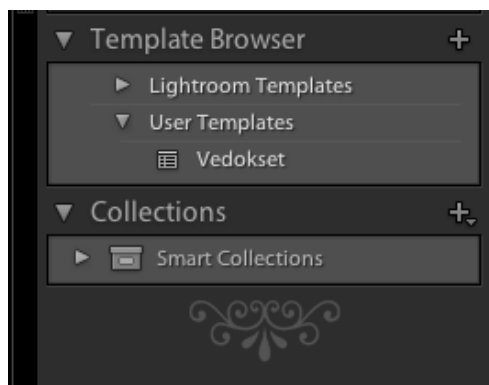 Template Browser
Lightroom Templates
User Templates
Vedokset
Collections
Smart Collections